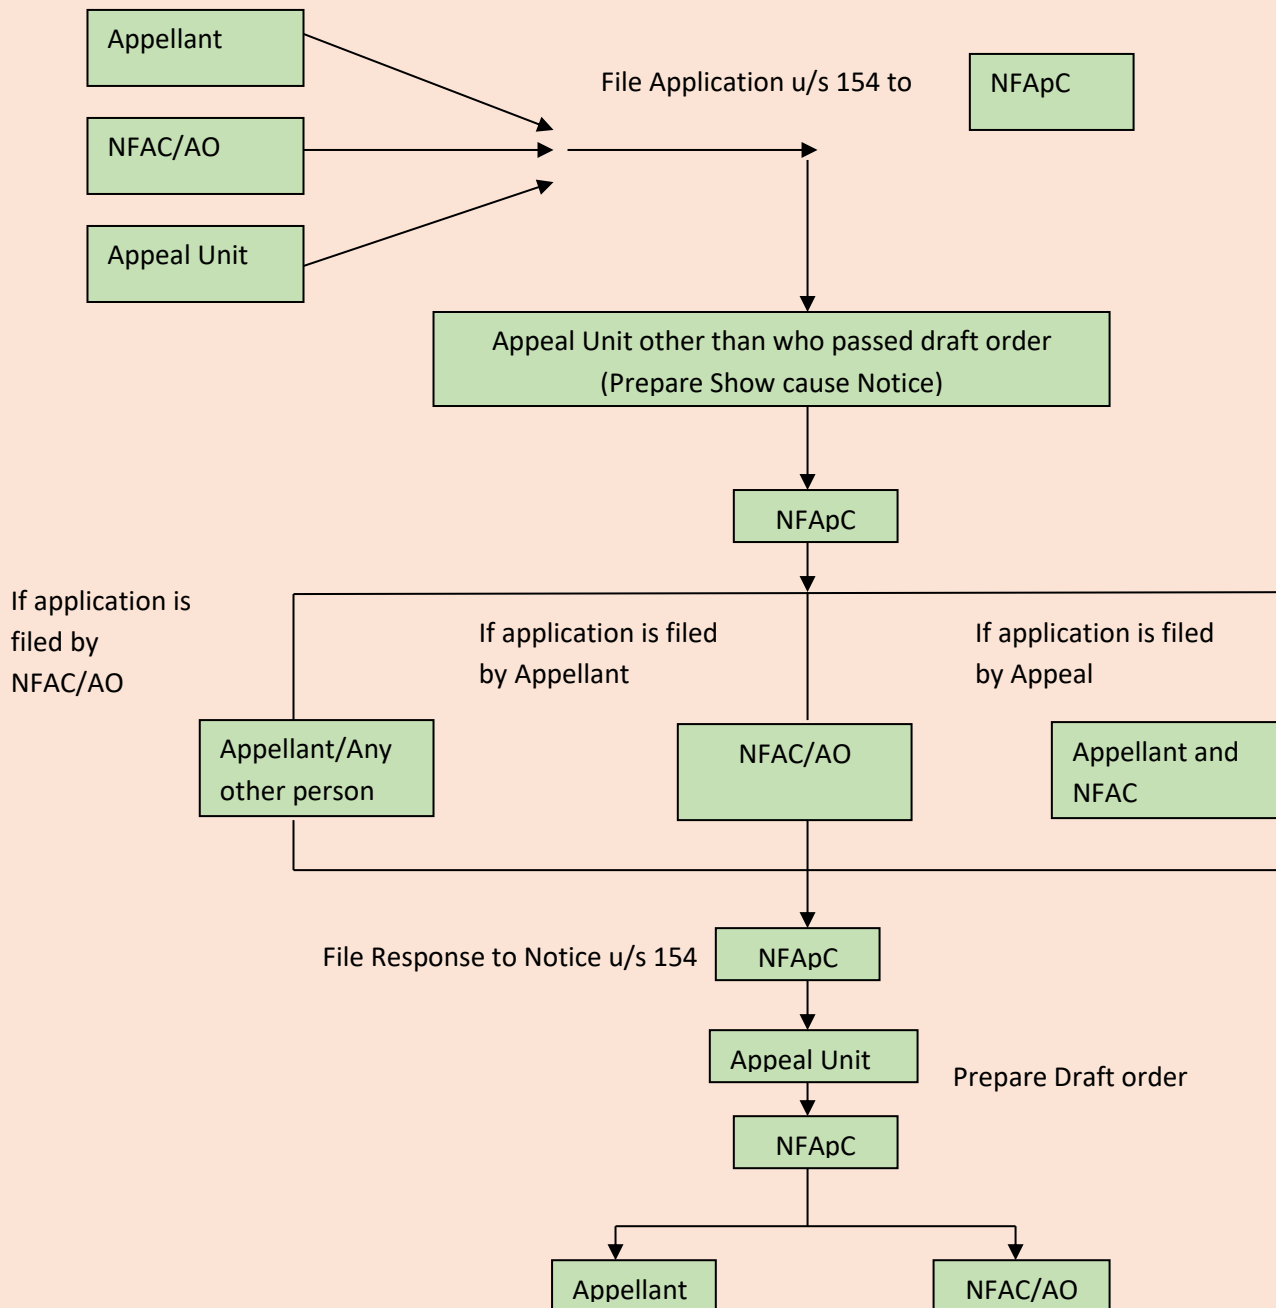 Appellant
File Application u/s 154 to
NFApC
NFAC/AO
Appeal Unit
Appeal Unit other than who passed draft order
(Prepare Show cause Notice)
NFApC
If application is
filed by
NFAC/AO
If application is filed
by Appellant
If application is filed
by Appeal
Appellant/Any
other person
NFAC/AO
Appellant and
NFAC
File Response to Notice u/s 154
NFApC
Appeal Unit
Prepare Draft order
NFApC
Appellant
NFAC/AO